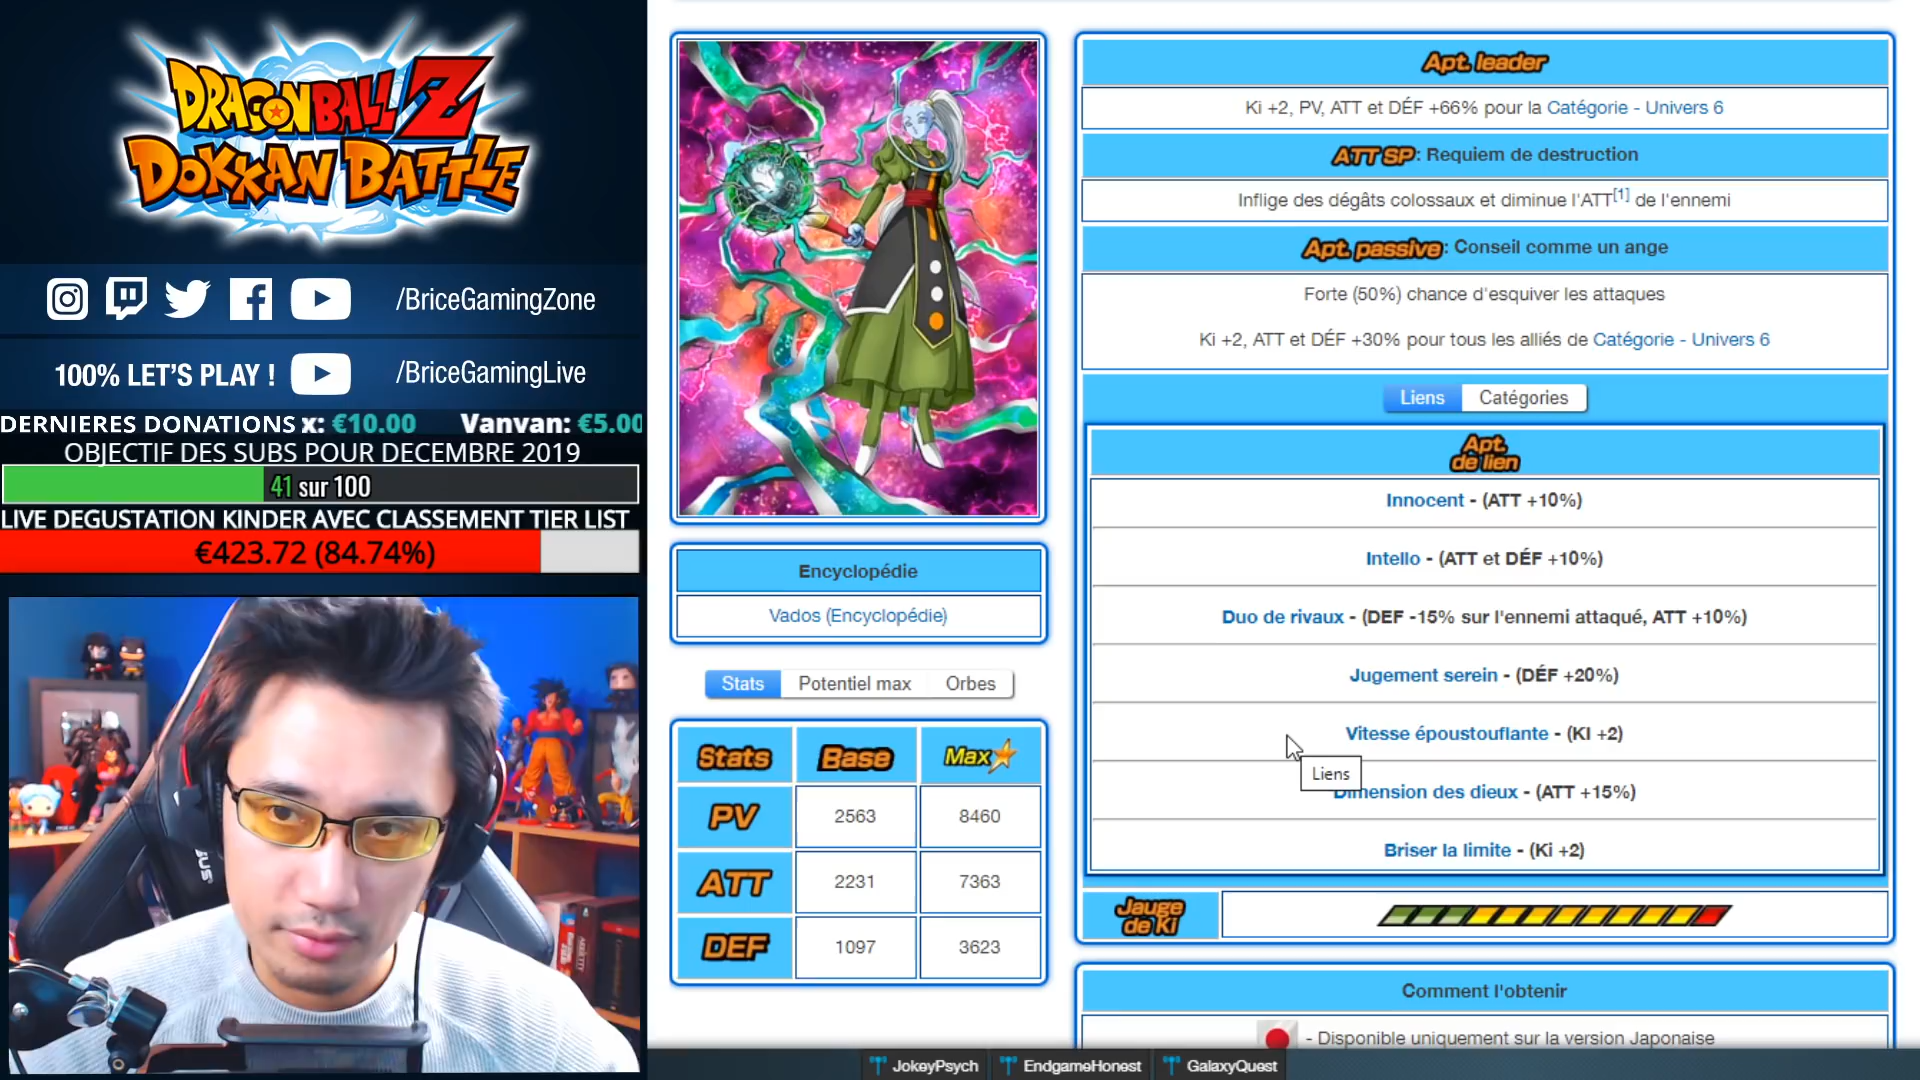 DRAGON BALL Z
DOKKAN BATTLE
/BriceGamingZone
100% LET'S PLAY !
/BriceGamingLive
DERNIERES DONATIONS x: €10.00 Vanvan: €5.00
OBJECTIF DES SUBS POUR DECEMBRE 2019
41 sur 100
LIVE DEGUSTATION KINDER AVEC CLASSEMENT TIER LIST
€423.72 (84.74%)
Encyclopédie
Vados (Encyclopédie)
Stats Potentiel max Orbes
Stats Base Max
PV 2563 8460
ATT 2231 7363
DEF 1097 3623
Apt. leader
Ki +2, PV, ATT et DÉF +66% pour la Catégorie - Univers 6
ATT SP: Requiem de destruction
Inflige des dégâts colossaux et diminue l'ATT[1] de l'ennemi
Apt. passive: Conseil comme un ange
Forte (50%) chance d'esquiver les attaques
Ki +2, ATT et DÉF +30% pour tous les alliés de Catégorie - Univers 6
Liens Catégories
Apt.
de lien
Innocent - (ATT +10%)
Intello - (ATT et DÉF +10%)
Duo de rivaux - (DEF -15% sur l'ennemi attaqué, ATT +10%)
Jugement serein - (DÉF +20%)
Vitesse époustouflante - (KI +2)
Liens
Dimension des dieux - (ATT +15%)
Briser la limite - (Ki +2)
Jauge
de Ki
Comment l'obtenir
- Disponible uniquement sur la version Japonaise
JokeyPsych EndgameHonest GalaxyQuest